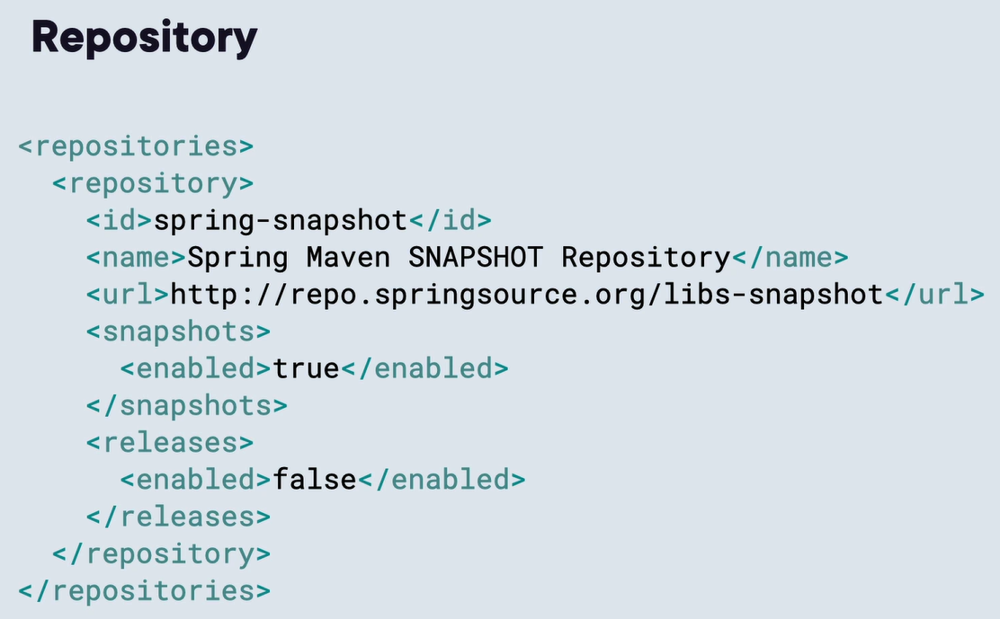 Repository
<repositories>
  <repository>
    <id>spring-snapshot</id>
    <name>Spring Maven SNAPSHOT Repository</name>
    <url>http://repo.springsource.org/libs-snapshot</url>
    <snapshots>
      <enabled>true</enabled>
    </snapshots>
    <releases>
      <enabled>false</enabled>
    </releases>
  </repository>
</repositories>